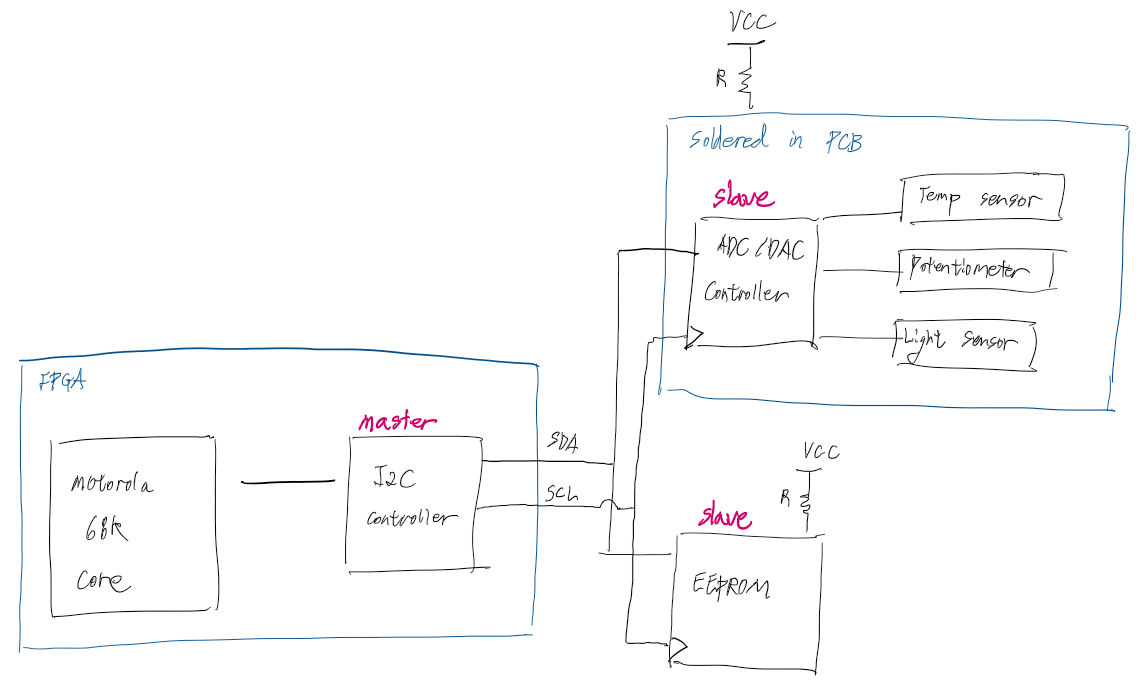 VCC
R
Soldered in PCB
slave
ADC/DAC
Controller
Temp sensor
Potentiometer
Light sensor
FPGA
master
Motorola
68k
Core
I2C
Controller
SDA
SCL
VCC
R
slave
EEPROM